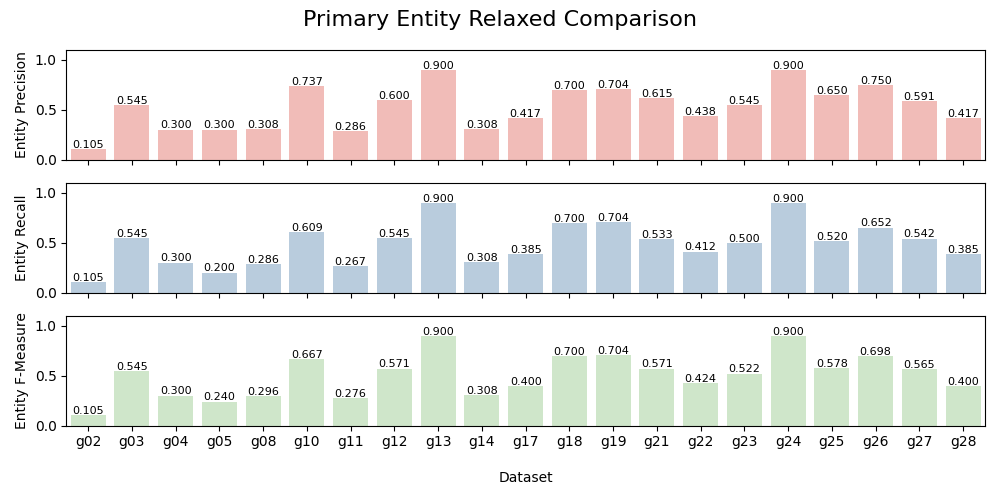 Primary Entity Relaxed Comparison
Entity Precision
1.0
0.5
0.0
0.105 0.545 0.300 0.300 0.308 0.737 0.286 0.600 0.900 0.308 0.417 0.700 0.704 0.615 0.438 0.545 0.900 0.650 0.750 0.591 0.417
Entity Recall
1.0
0.5
0.0
0.105 0.545 0.300 0.200 0.286 0.609 0.267 0.545 0.900 0.308 0.385 0.700 0.704 0.533 0.412 0.500 0.900 0.520 0.652 0.542 0.385
Entity F-Measure
1.0
0.5
0.0
0.105 0.545 0.300 0.240 0.296 0.667 0.276 0.571 0.900 0.308 0.400 0.700 0.704 0.571 0.424 0.522 0.900 0.578 0.698 0.565 0.400
g02 g03 g04 g05 g08 g10 g11 g12 g13 g14 g17 g18 g19 g21 g22 g23 g24 g25 g26 g27 g28
Dataset